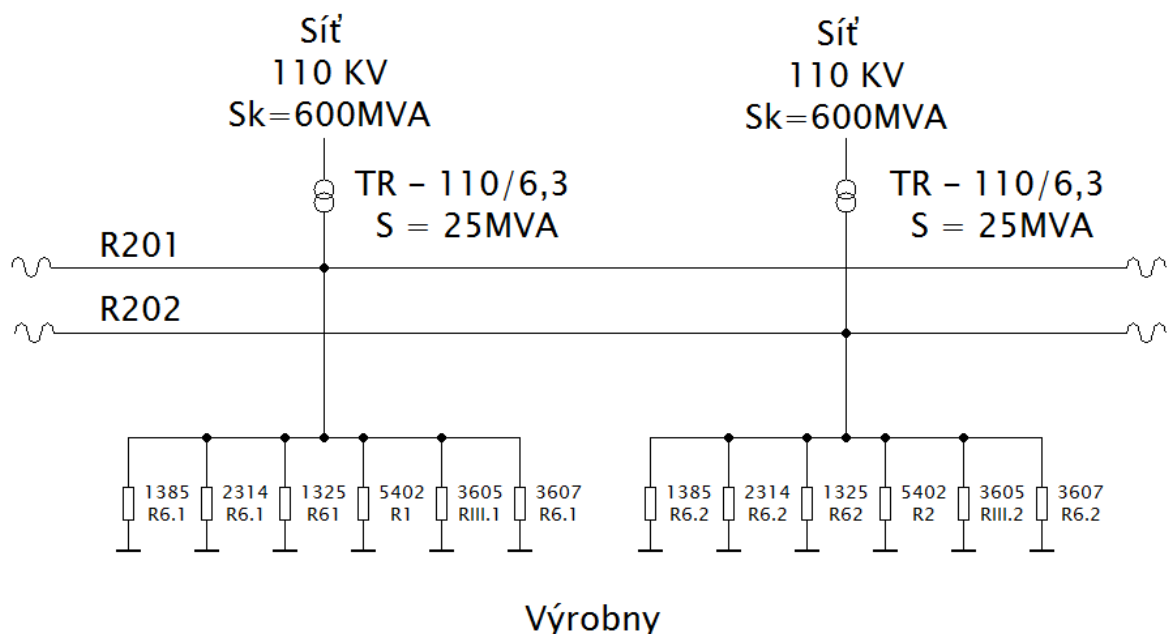 Síť
110 KV
Sk=600MVA
Síť
110 KV
Sk=600MVA
TR - 110/6,3
S = 25MVA
TR - 110/6,3
S = 25MVA
R201
R202
1385
R6.1
2314
R6.1
1325
R61
5402
R1
3605
RIII.1
3607
R6.1
1385
R6.2
2314
R6.2
1325
R62
5402
R2
3605
RIII.2
3607
R6.2
Výrobny